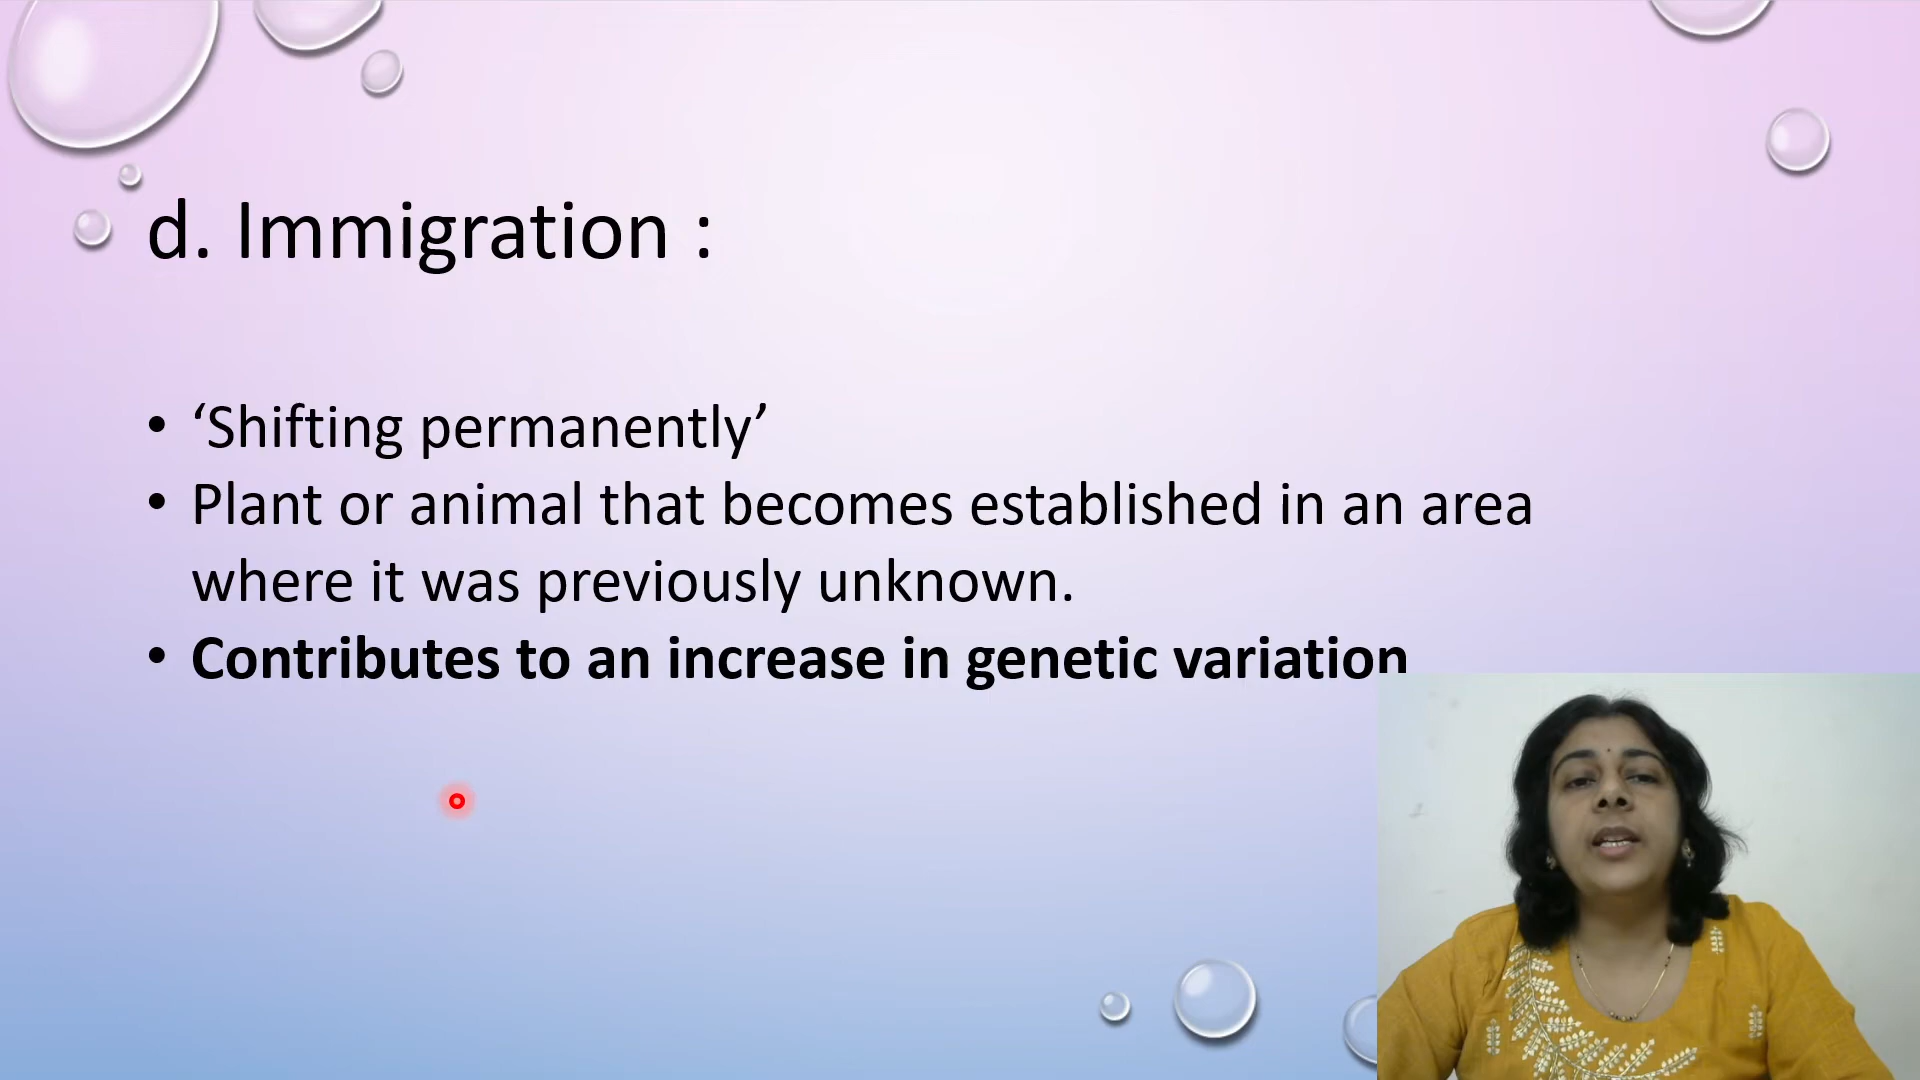 d. Immigration :
• ‘Shifting permanently’
• Plant or animal that becomes established in an area
where it was previously unknown.
• Contributes to an increase in genetic variation